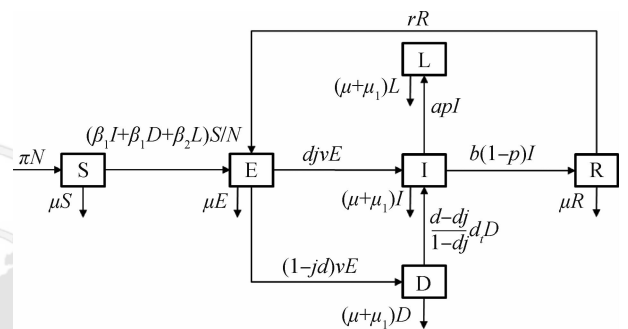 rR
L
(μ+μ₁)L
apI
(β₁I+β₁D+β₂L)S/N
πN
S
E
djvE
I
b(1−p)I
R
μS
μE
(μ+μ₁)I
μR
d−dj
1−dj
dₜD
(1−jd)vE
D
(μ+μ₁)D